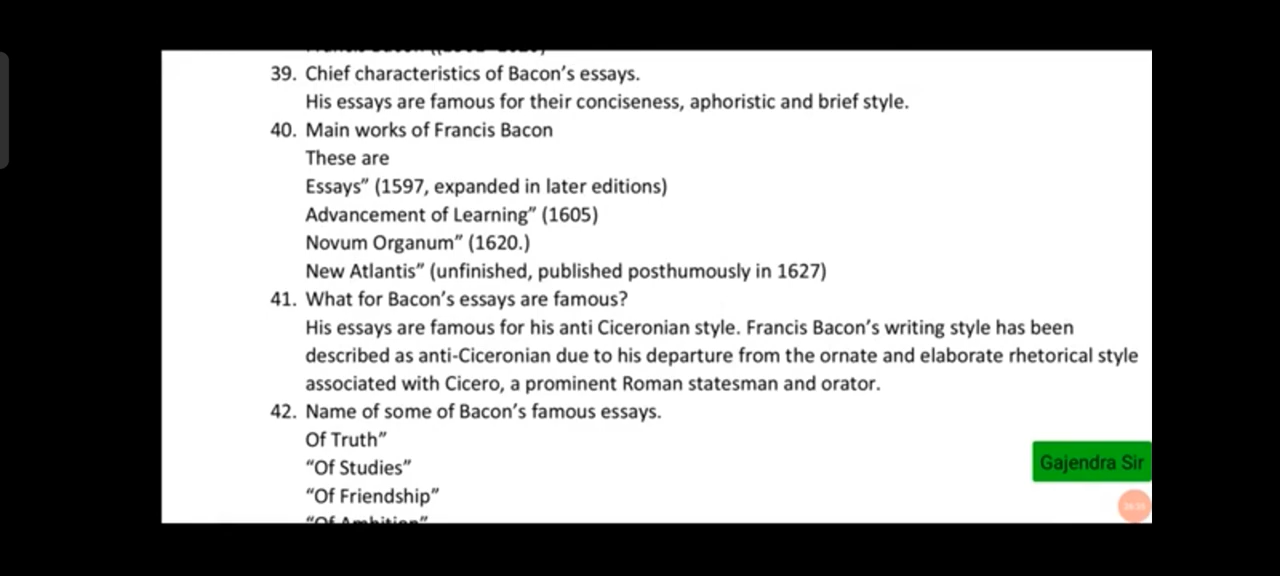 39. Chief characteristics of Bacon’s essays.
His essays are famous for their conciseness, aphoristic and brief style.
40. Main works of Francis Bacon
These are
Essays” (1597, expanded in later editions)
Advancement of Learning” (1605)
Novum Organum” (1620.)
New Atlantis” (unfinished, published posthumously in 1627)
41. What for Bacon’s essays are famous?
His essays are famous for his anti Ciceronian style. Francis Bacon’s writing style has been
described as anti-Ciceronian due to his departure from the ornate and elaborate rhetorical style
associated with Cicero, a prominent Roman statesman and orator.
42. Name of some of Bacon’s famous essays.
Of Truth”
“Of Studies”
Gajendra Sir
“Of Friendship”
“Of Ambition”